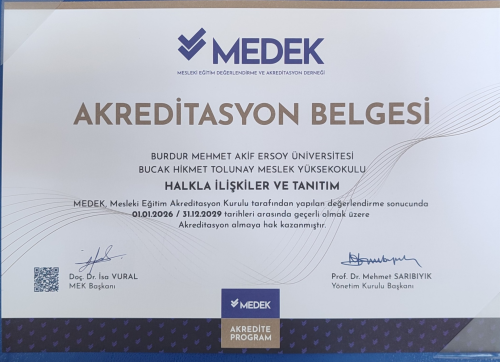 MEDEK
MESLEKİ EĞİTİM DEĞERLENDİRME VE AKREDİTASYON DERNEĞİ
AKREDİTASYON BELGESİ
BURDUR MEHMET AKİF ERSOY ÜNİVERSİTESİ
BUCAK HİKMET TOLUNAY MESLEK YÜKSEKOKULU
HALKLA İLİŞKİLER VE TANITIM
MEDEK, Mesleki Eğitim Akreditasyon Kurulu tarafından yapılan değerlendirme sonucunda
01.01.2026 / 31.12.2029 tarihleri arasında geçerli olmak üzere
Akreditasyon almaya hak kazanmıştır.
Doç. Dr. İsa VURAL
MEK Başkanı
Prof. Dr. Mehmet SARIBIYIK
Yönetim Kurulu Başkanı
MEDEK
AKREDİTE
PROGRAM